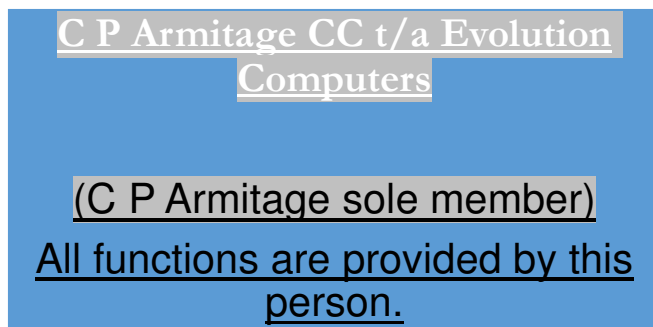 C P Armitage CC t/a Evolution
Computers
(C P Armitage sole member)
All functions are provided by this
person.